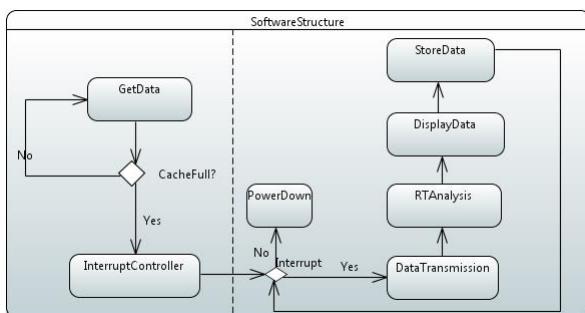 SoftwareStructure
GetData
No
CacheFull?
Yes
InterruptController
PowerDown
No
Interrupt
Yes
StoreData
DisplayData
RTAnalysis
DataTransmission